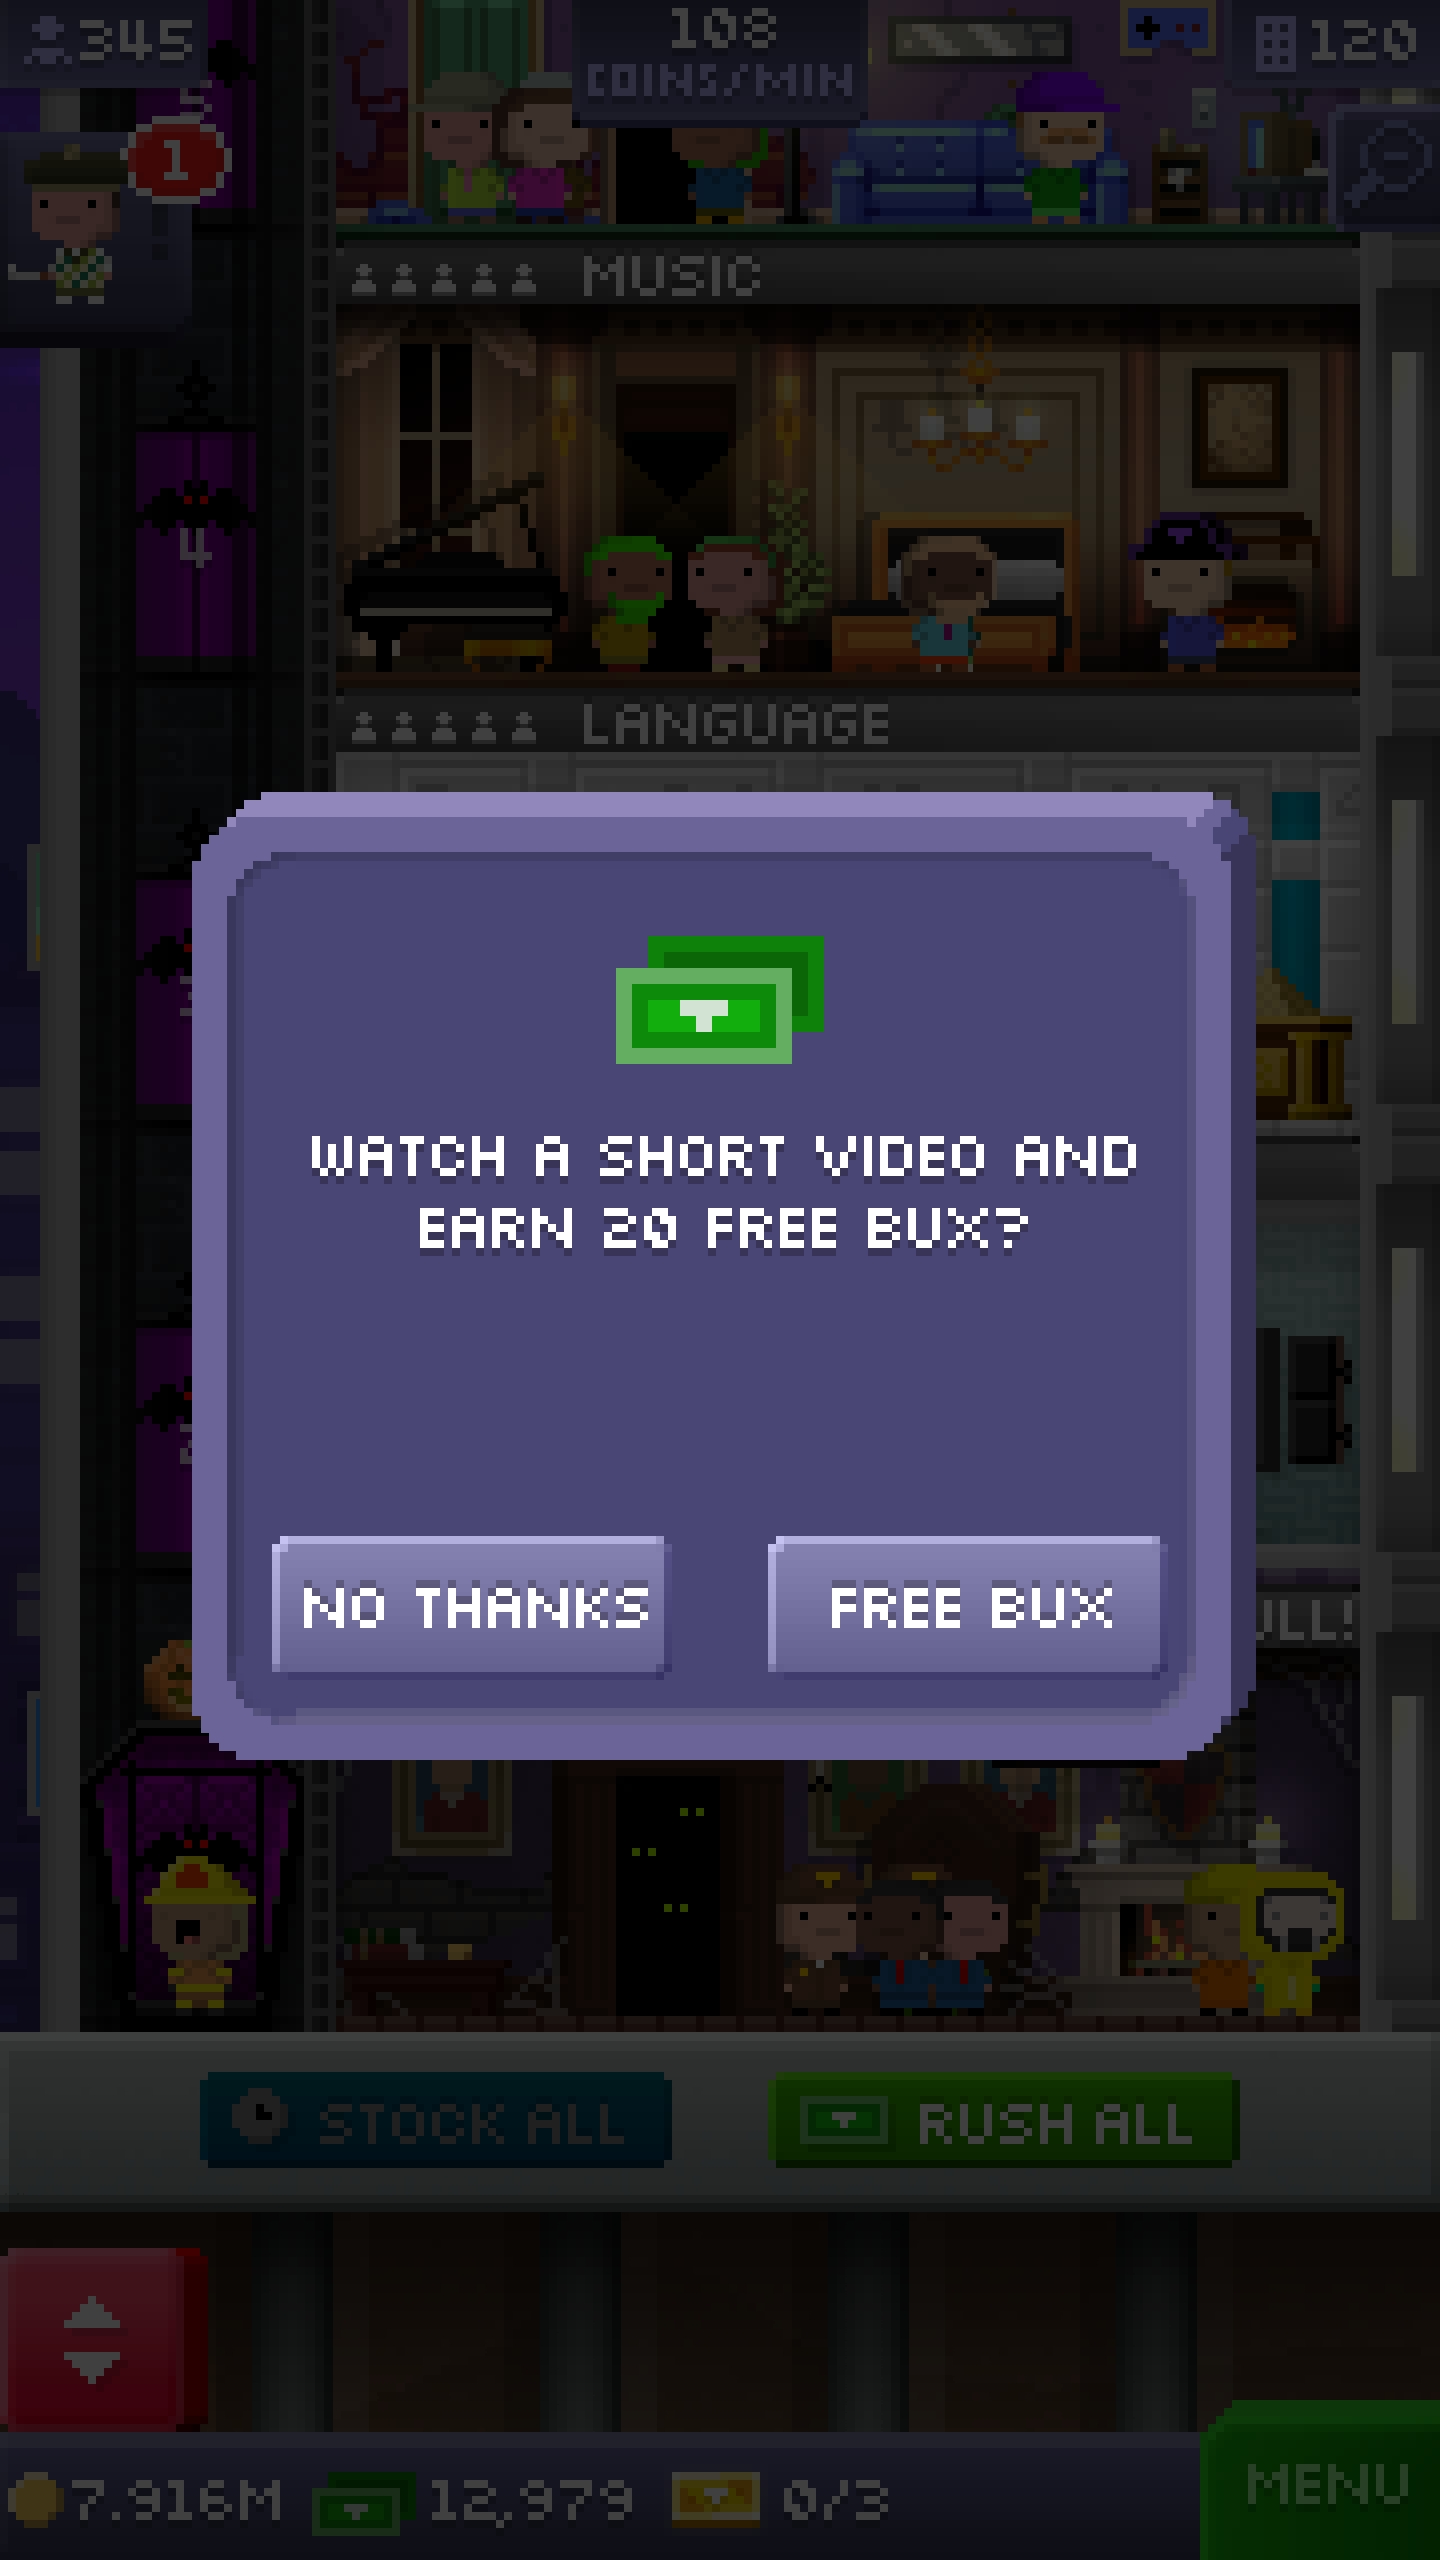 345
108
COINS/MIN
120
1
MUSIC
4
LANGUAGE
WATCH A SHORT VIDEO AND
EARN 20 FREE BUX?
NO THANKS
FREE BUX
STOCK ALL
RUSH ALL
7.916M
12,979
0/3
MENU